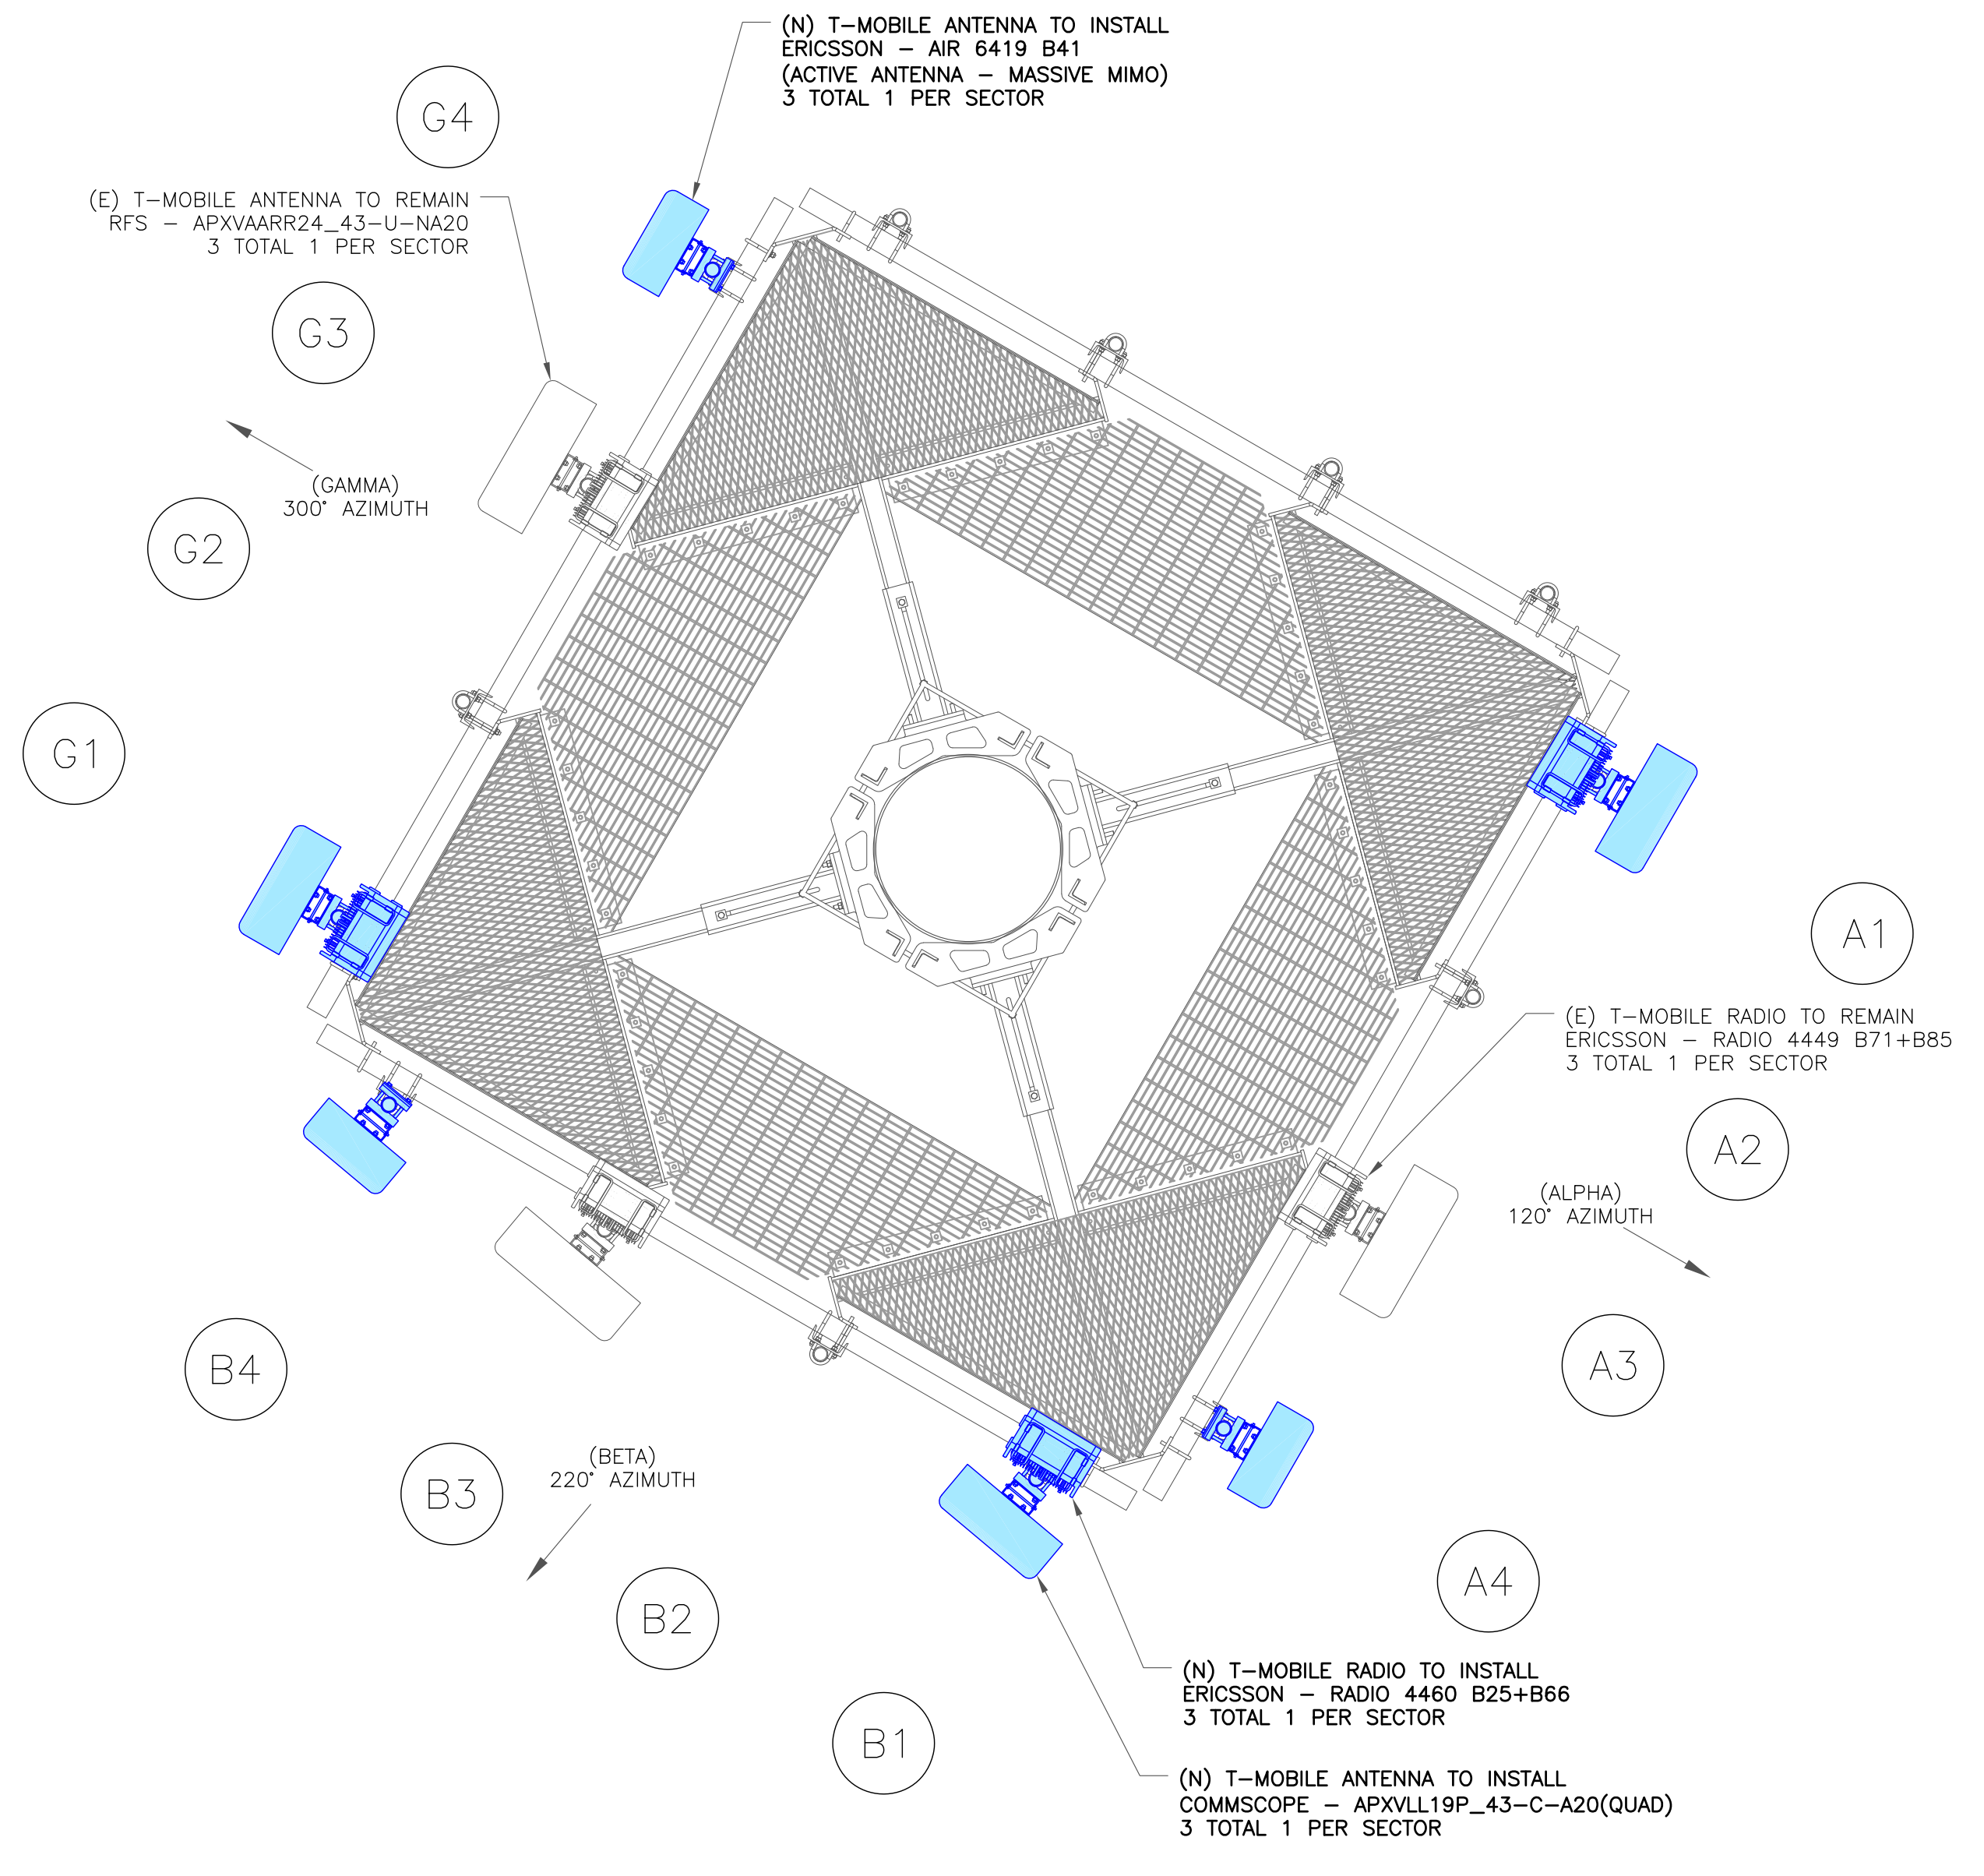 (N) T-MOBILE ANTENNA TO INSTALL
ERICSSON - AIR 6419 B41
(ACTIVE ANTENNA - MASSIVE MIMO)
3 TOTAL 1 PER SECTOR
G4
(E) T-MOBILE ANTENNA TO REMAIN
RFS - APXVAARR24_43-U-NA20
3 TOTAL 1 PER SECTOR
G3
(GAMMA)
300° AZIMUTH
G2
G1
A1
(E) T-MOBILE RADIO TO REMAIN
ERICSSON - RADIO 4449 B71+B85
3 TOTAL 1 PER SECTOR
A2
(ALPHA)
120° AZIMUTH
A3
B4
(BETA)
220° AZIMUTH
B3
A4
B2
(N) T-MOBILE RADIO TO INSTALL
ERICSSON - RADIO 4460 B25+B66
3 TOTAL 1 PER SECTOR
B1
(N) T-MOBILE ANTENNA TO INSTALL
COMMSCOPE - APXVLL19P_43-C-A20(QUAD)
3 TOTAL 1 PER SECTOR